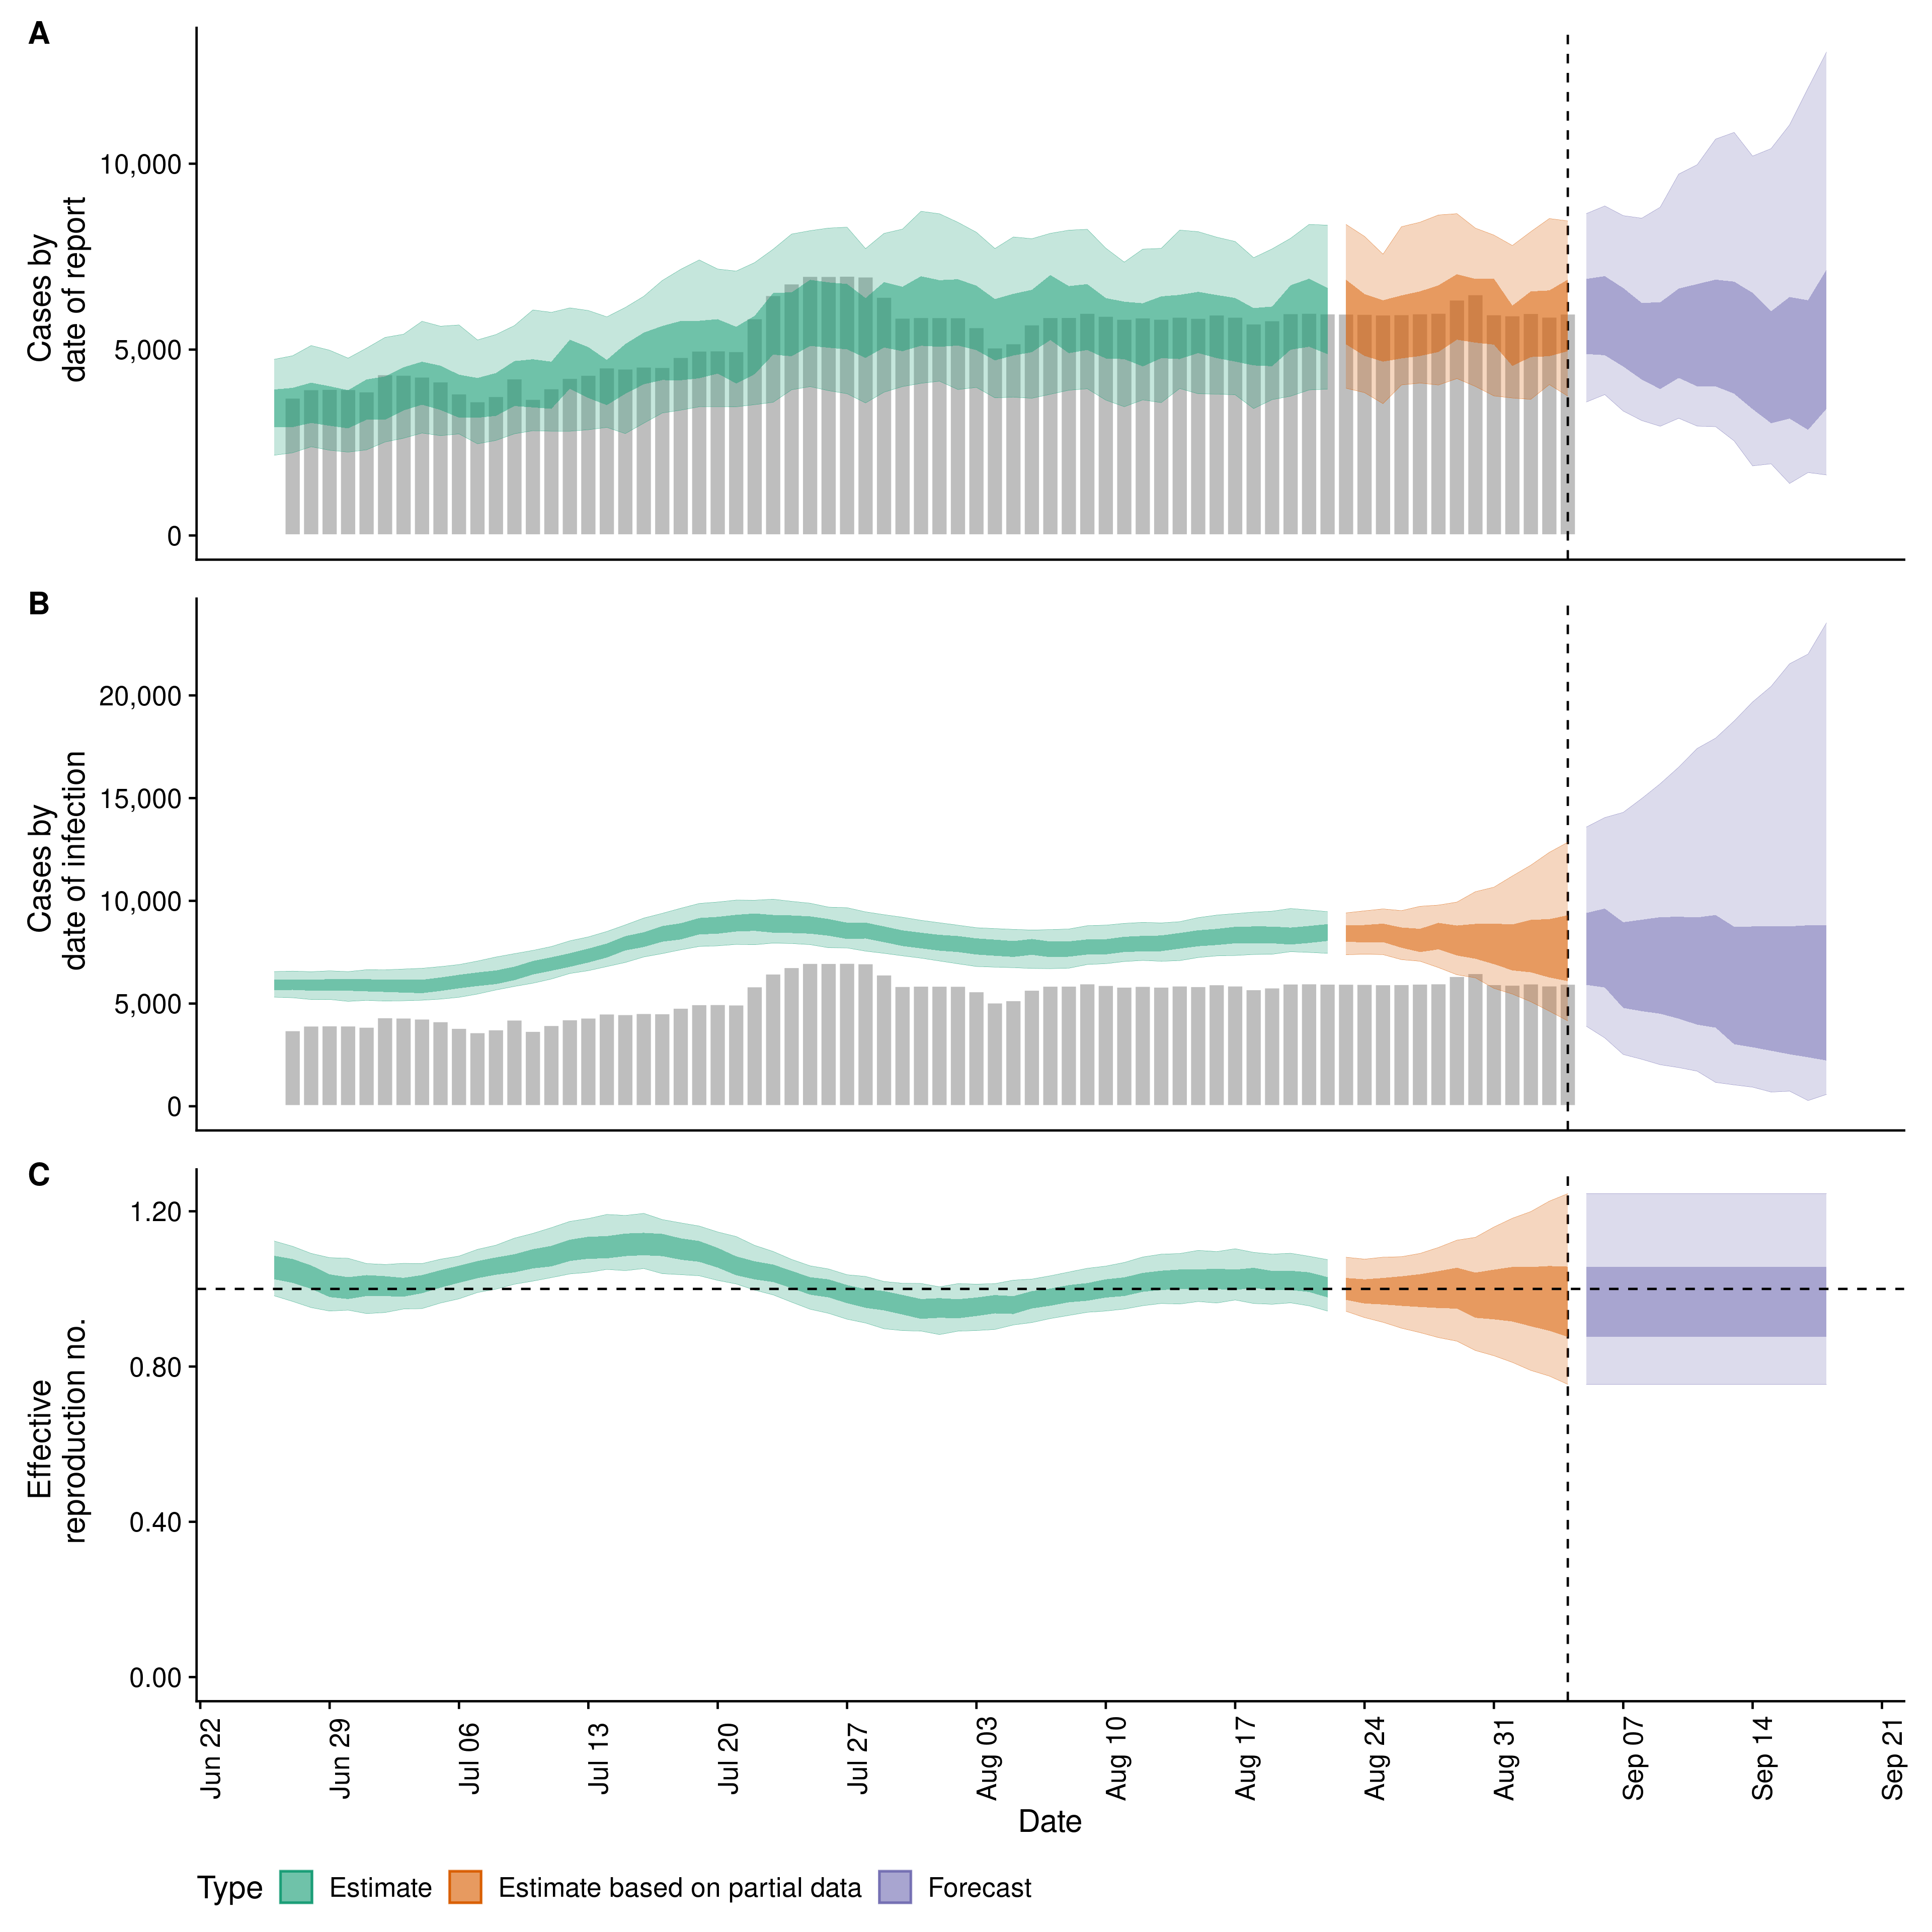 A
Cases by
date of report
10,000
5,000
0
B
Cases by
date of infection
20,000
15,000
10,000
5,000
0
C
Effective
reproduction no.
1.20
0.80
0.40
0.00
Jun 22
Jun 29
Jul 06
Jul 13
Jul 20
Jul 27
Aug 03
Aug 10
Aug 17
Aug 24
Aug 31
Sep 07
Sep 14
Sep 21
Date
Type Estimate Estimate based on partial data Forecast